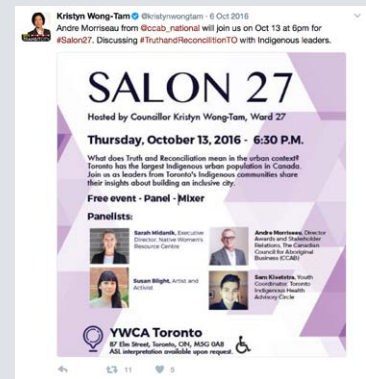 Kristyn Wong-Tam @kristynwongtam · 6 Oct 2016
Andre Morriseau from @ccab_national will join us on Oct 13 at 6pm for
#Salon27. Discussing #TruthandReconcilitionTO with Indigenous leaders.
SALON 27
Hosted by Councillor Kristyn Wong-Tam, Ward 27
Thursday, October 13, 2016 - 6:30 P.M.
What does Truth and Reconciliation mean in the urban context?
Toronto has the largest Indigenous urban population in Canada.
Join us as leaders from Toronto's Indigenous communities share
their insights about building an inclusive city.
Free event - Panel - Mixer
Panelists:
Sarah Midanik, Executive
Director, Native Women's
Resource Centre
Andre Morriseau, Director
Awards and Stakeholder
Relations, The Canadian
Council for Aboriginal
Business (CCAB)
Susan Blight, Artist and
Activist
Sam Kloetstra, Youth
Coordinator, Toronto
Indigenous Health
Advisory Circle
YWCA Toronto
87 Elm Street, Toronto, ON, M5G 0A8
ASL interpretation available upon request.
11
5